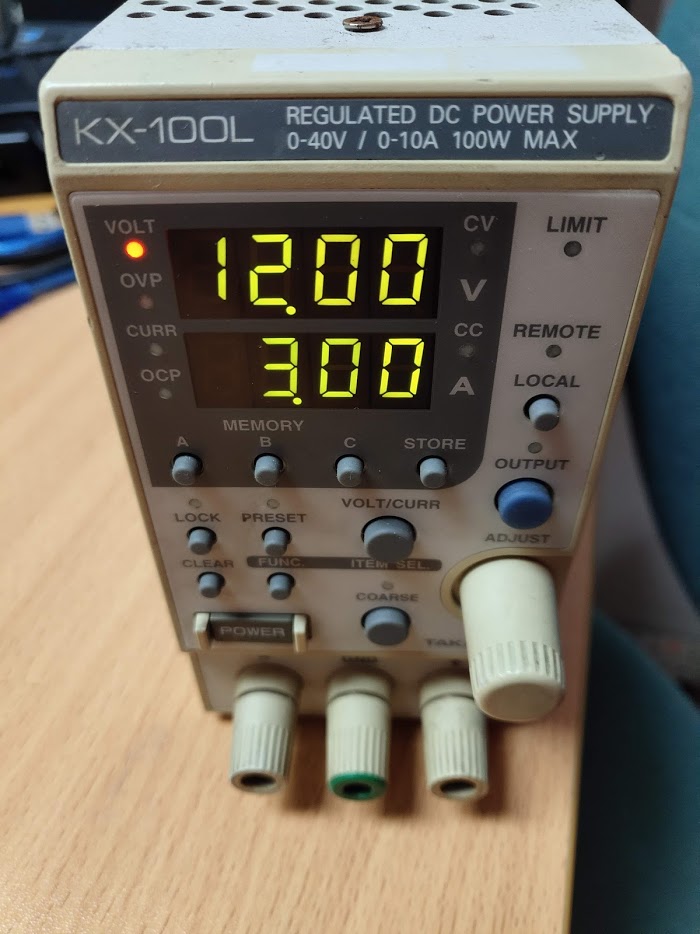 KX-100L
REGULATED DC POWER SUPPLY
0-40V / 0-10A 100W MAX
VOLT
CV
LIMIT
12.00
OVP
V
CURR
CC
REMOTE
3.00
OCP
A
LOCAL
MEMORY
A
B
C
STORE
OUTPUT
VOLT/CURR
LOCK
PRESET
ADJUST
CLEAR
FUNC.
ITEM SEL.
COARSE
POWER